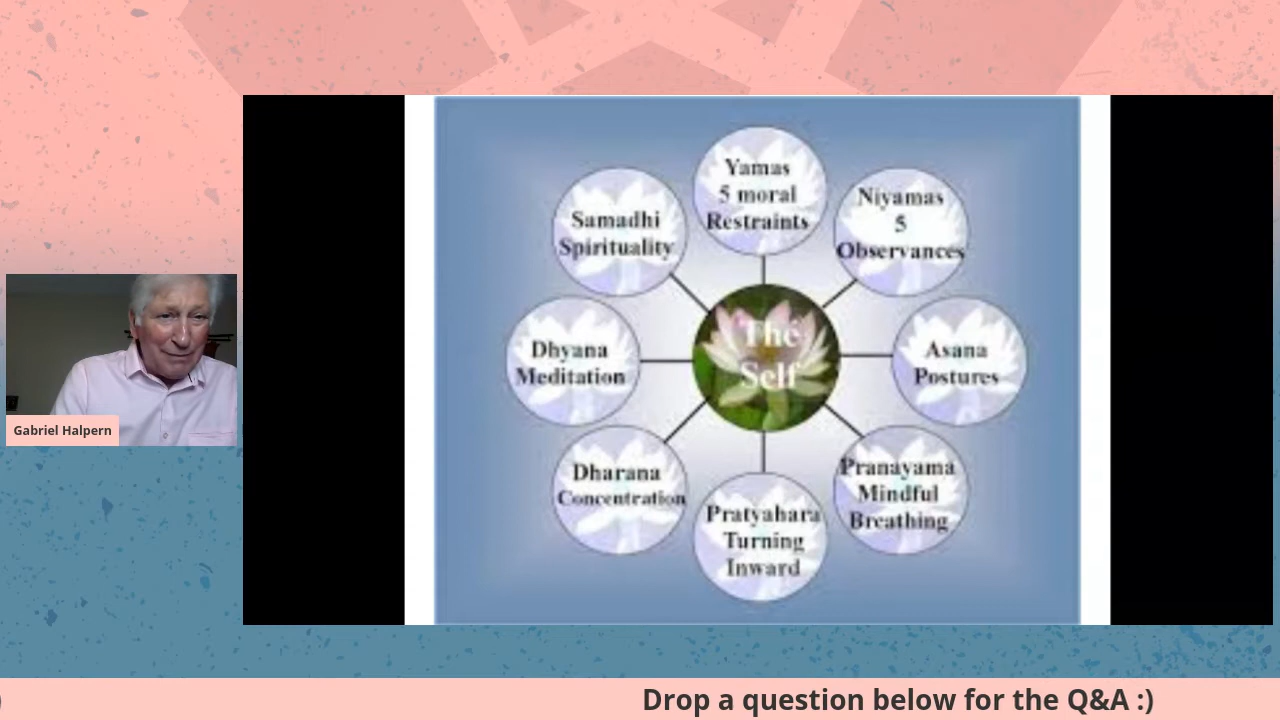 Yamas
5 moral
Restraints
Niyamas
5
Observances
Asana
Postures
Pranayama
Mindful
Breathing
Pratyahara
Turning
Inward
Dharana
Concentration
Dhyana
Meditation
Samadhi
Spirituality
The
Self
Gabriel Halpern
) Drop a question below for the Q&A :)